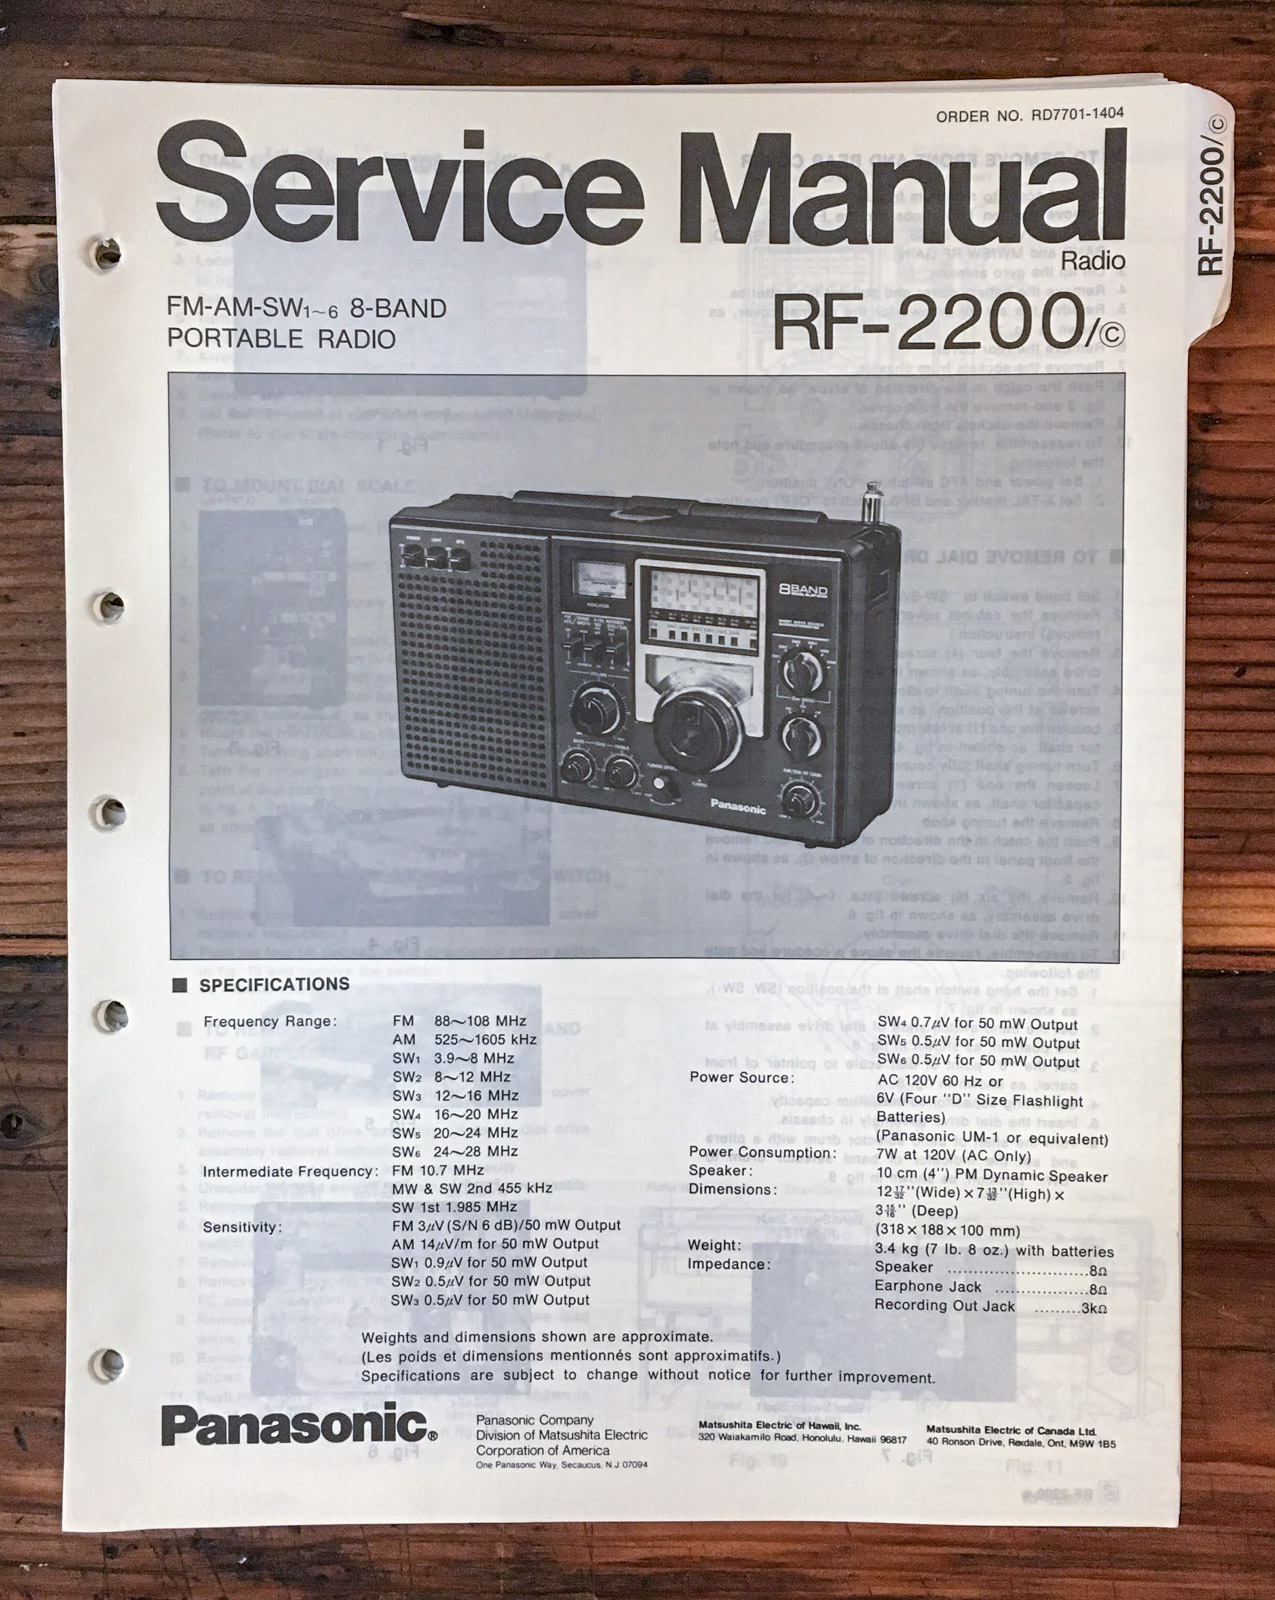 ORDER NO. RD7701-1404
Service Manual
Radio
RF-2200/©
FM-AM-SW1~6 8-BAND
PORTABLE RADIO
RF-2200/©
8BAND
Panasonic
■ SPECIFICATIONS
Frequency Range: FM 88~108 MHz
AM 525~1605 kHz
SW1 3.9~8 MHz
SW2 8~12 MHz
SW3 12~16 MHz
SW4 16~20 MHz
SW5 20~24 MHz
SW6 24~28 MHz
Intermediate Frequency: FM 10.7 MHz
MW & SW 2nd 455 kHz
SW 1st 1.985 MHz
Sensitivity: FM 3μV (S/N 6 dB)/50 mW Output
AM 14μV/m for 50 mW Output
SW1 0.9μV for 50 mW Output
SW2 0.5μV for 50 mW Output
SW3 0.5μV for 50 mW Output
SW4 0.7μV for 50 mW Output
SW5 0.5μV for 50 mW Output
SW6 0.5μV for 50 mW Output
Power Source: AC 120V 60 Hz or
6V (Four "D" Size Flashlight
Batteries)
(Panasonic UM-1 or equivalent)
Power Consumption: 7W at 120V (AC Only)
Speaker: 10 cm (4") PM Dynamic Speaker
Dimensions: 12 17/32"(Wide) × 7 13/32"(High) ×
3 15/16" (Deep)
(318 × 188 × 100 mm)
Weight: 3.4 kg (7 lb. 8 oz.) with batteries
Impedance: Speaker ..........................8Ω
Earphone Jack ..................8Ω
Recording Out Jack ........3kΩ
Weights and dimensions shown are approximate.
(Les poids et dimensions mentionnés sont approximatifs.)
Specifications are subject to change without notice for further improvement.
Panasonic®
Panasonic Company
Division of Matsushita Electric
Corporation of America
One Panasonic Way, Secaucus, N.J. 07094
Matsushita Electric of Hawaii, Inc.
320 Waiakamilo Road, Honolulu, Hawaii 96817
Matsushita Electric of Canada Ltd.
40 Ronson Drive, Rexdale, Ont, M9W 1B5